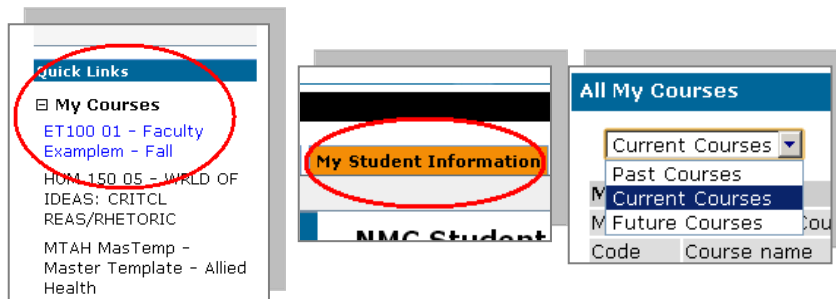 Quick Links
My Courses
ET100 01 - Faculty
Examplem - Fall
HUM 150 05 - WRLD OF
IDEAS: CRITCL
REAS/RHETORIC
MTAH MasTemp -
Master Template - Allied
Health
My Student Information
NMC Student
All My Courses
Current Courses
Past Courses
Current Courses
Future Courses
Code Course name